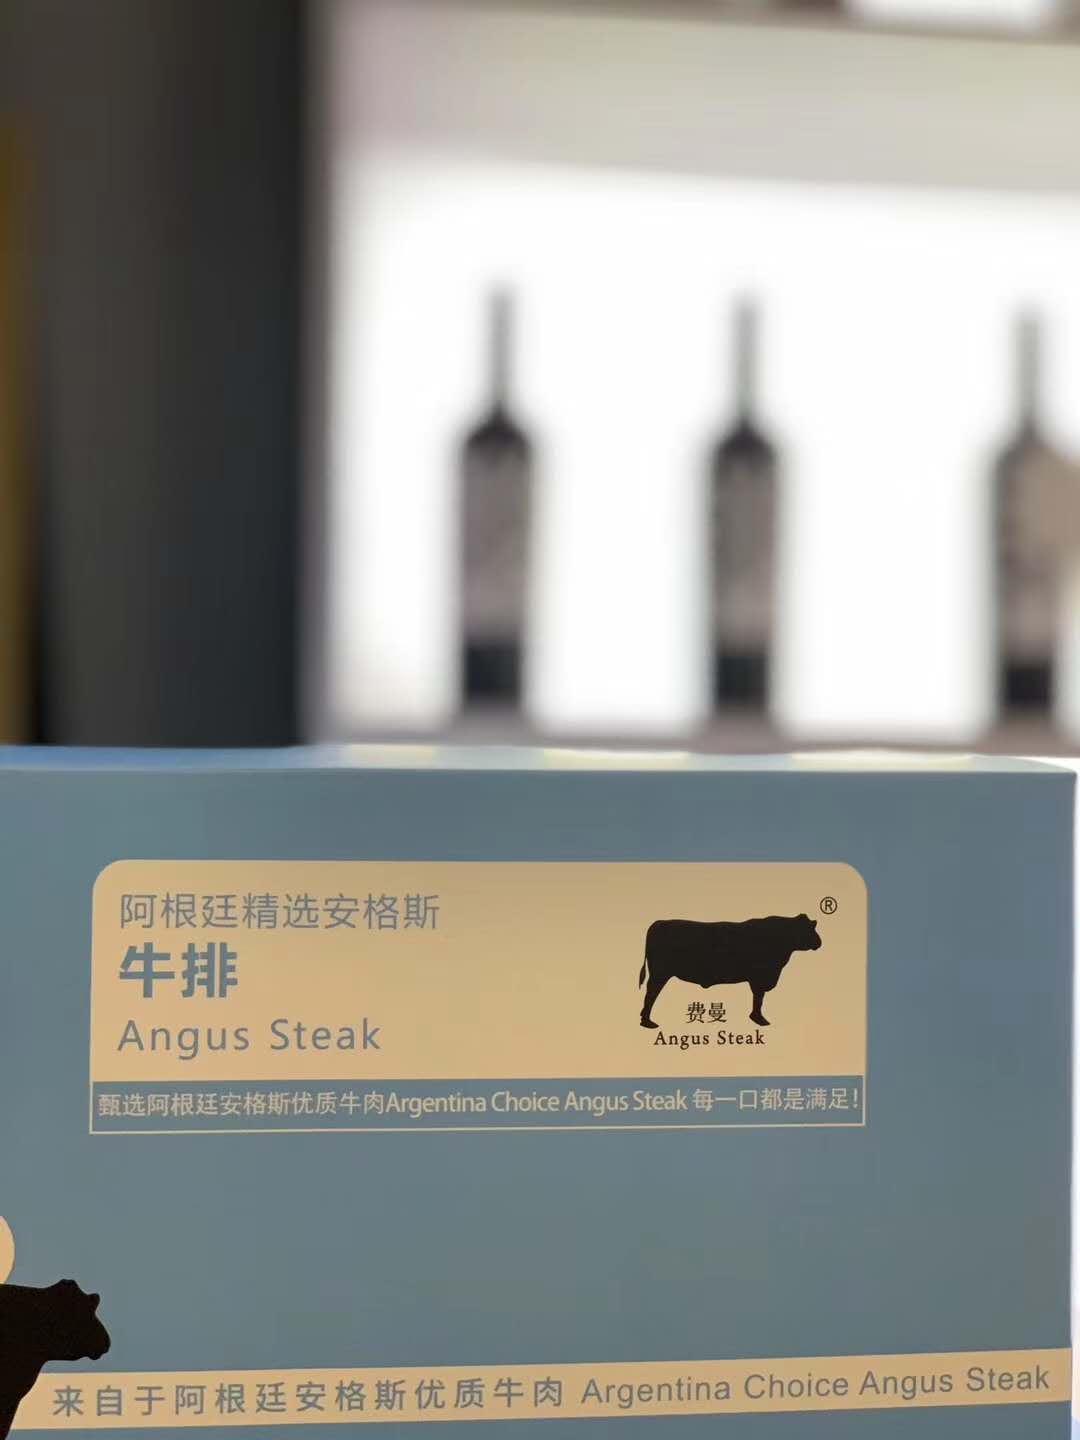 阿根廷精选安格斯
牛排
Angus Steak
®
费曼
Angus Steak
甄选阿根廷安格斯优质牛肉Argentina Choice Angus Steak 每一口都是满足!
来自于阿根廷安格斯优质牛肉 Argentina Choice Angus Steak